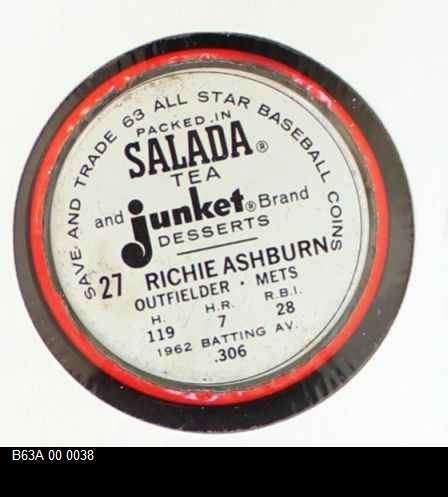 SAVE AND TRADE 63 ALL STAR BASEBALL COINS
PACKED IN
SALADA®
TEA
and junket® Brand
DESSERTS
27 RICHIE ASHBURN
OUTFIELDER · METS
H. H.R. R.B.I.
119 7 28
1962 BATTING AV.
.306
B63A 00 0038